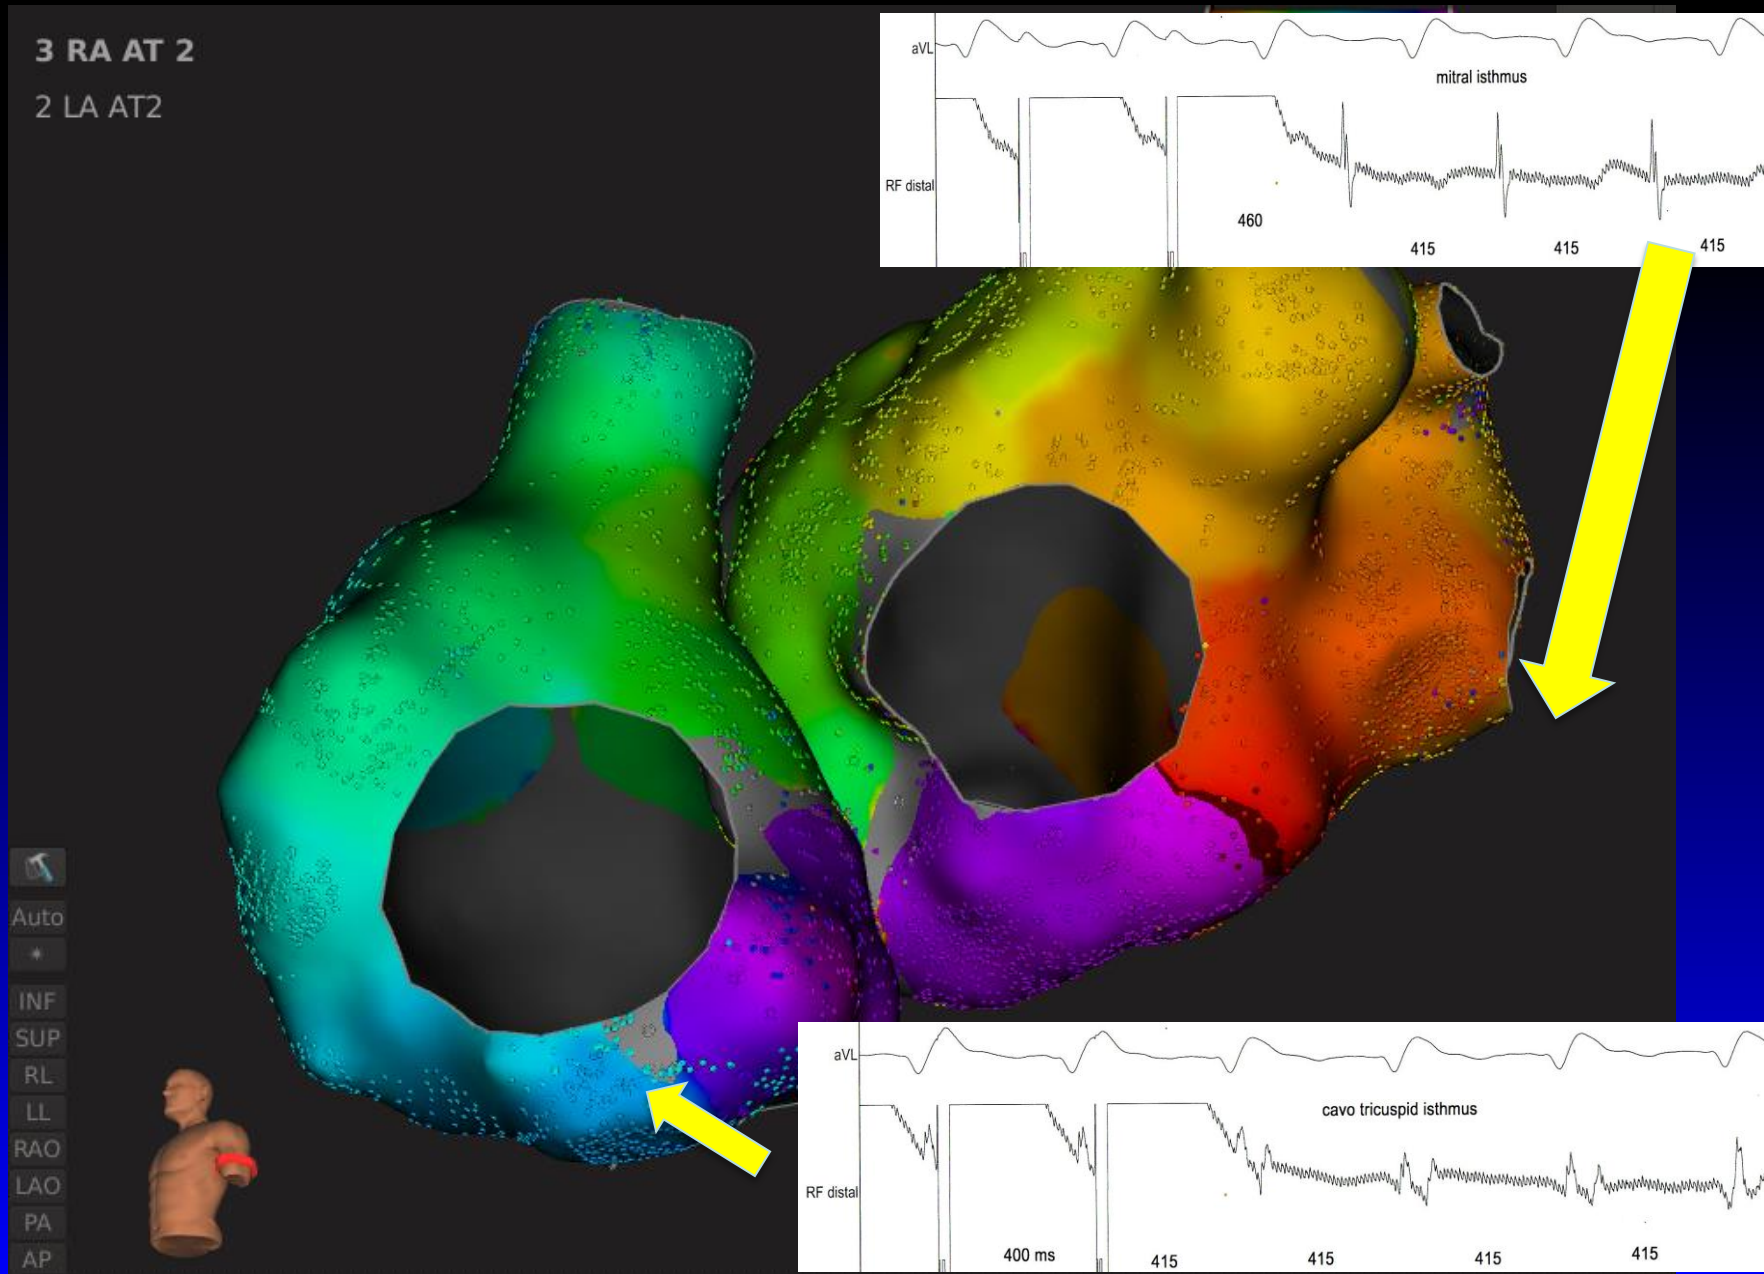 3 RA AT 2
2 LA AT2
aVL
mitral isthmus
RF distal
460
415
415
415
Auto
INF
SUP
RL
LL
RAO
LAO
PA
AP
aVL
cavo tricuspid isthmus
RF distal
400 ms
415
415
415
415